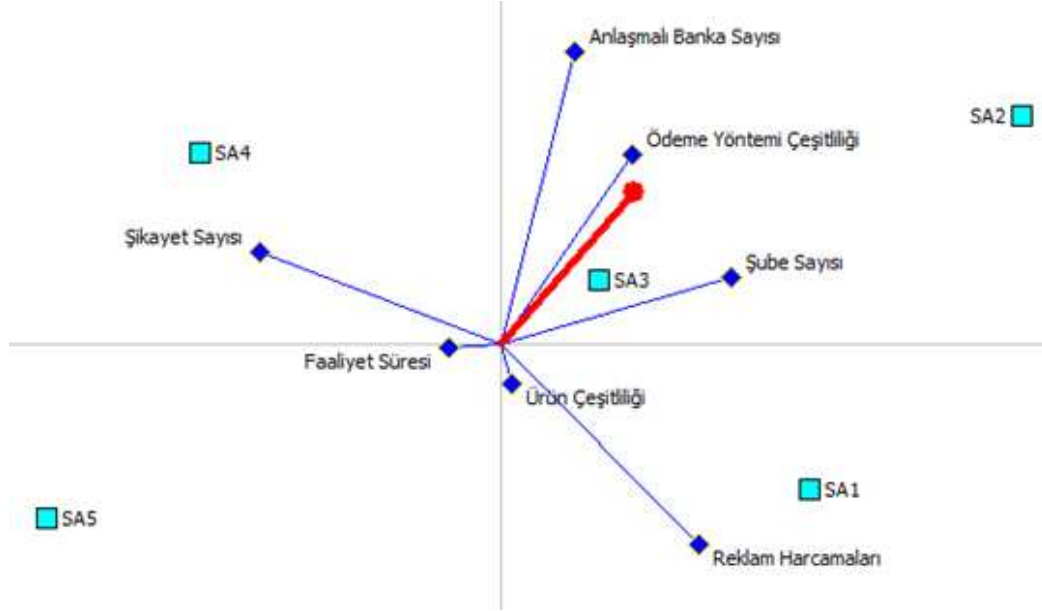 Anlaşmalı Banka Sayısı
SA2
Ödeme Yöntemi Çeşitliliği
SA4
Şikayet Sayısı
Şube Sayısı
SA3
Faaliyet Süresi
Ürün Çeşitliliği
SA1
SA5
Reklam Harcamaları